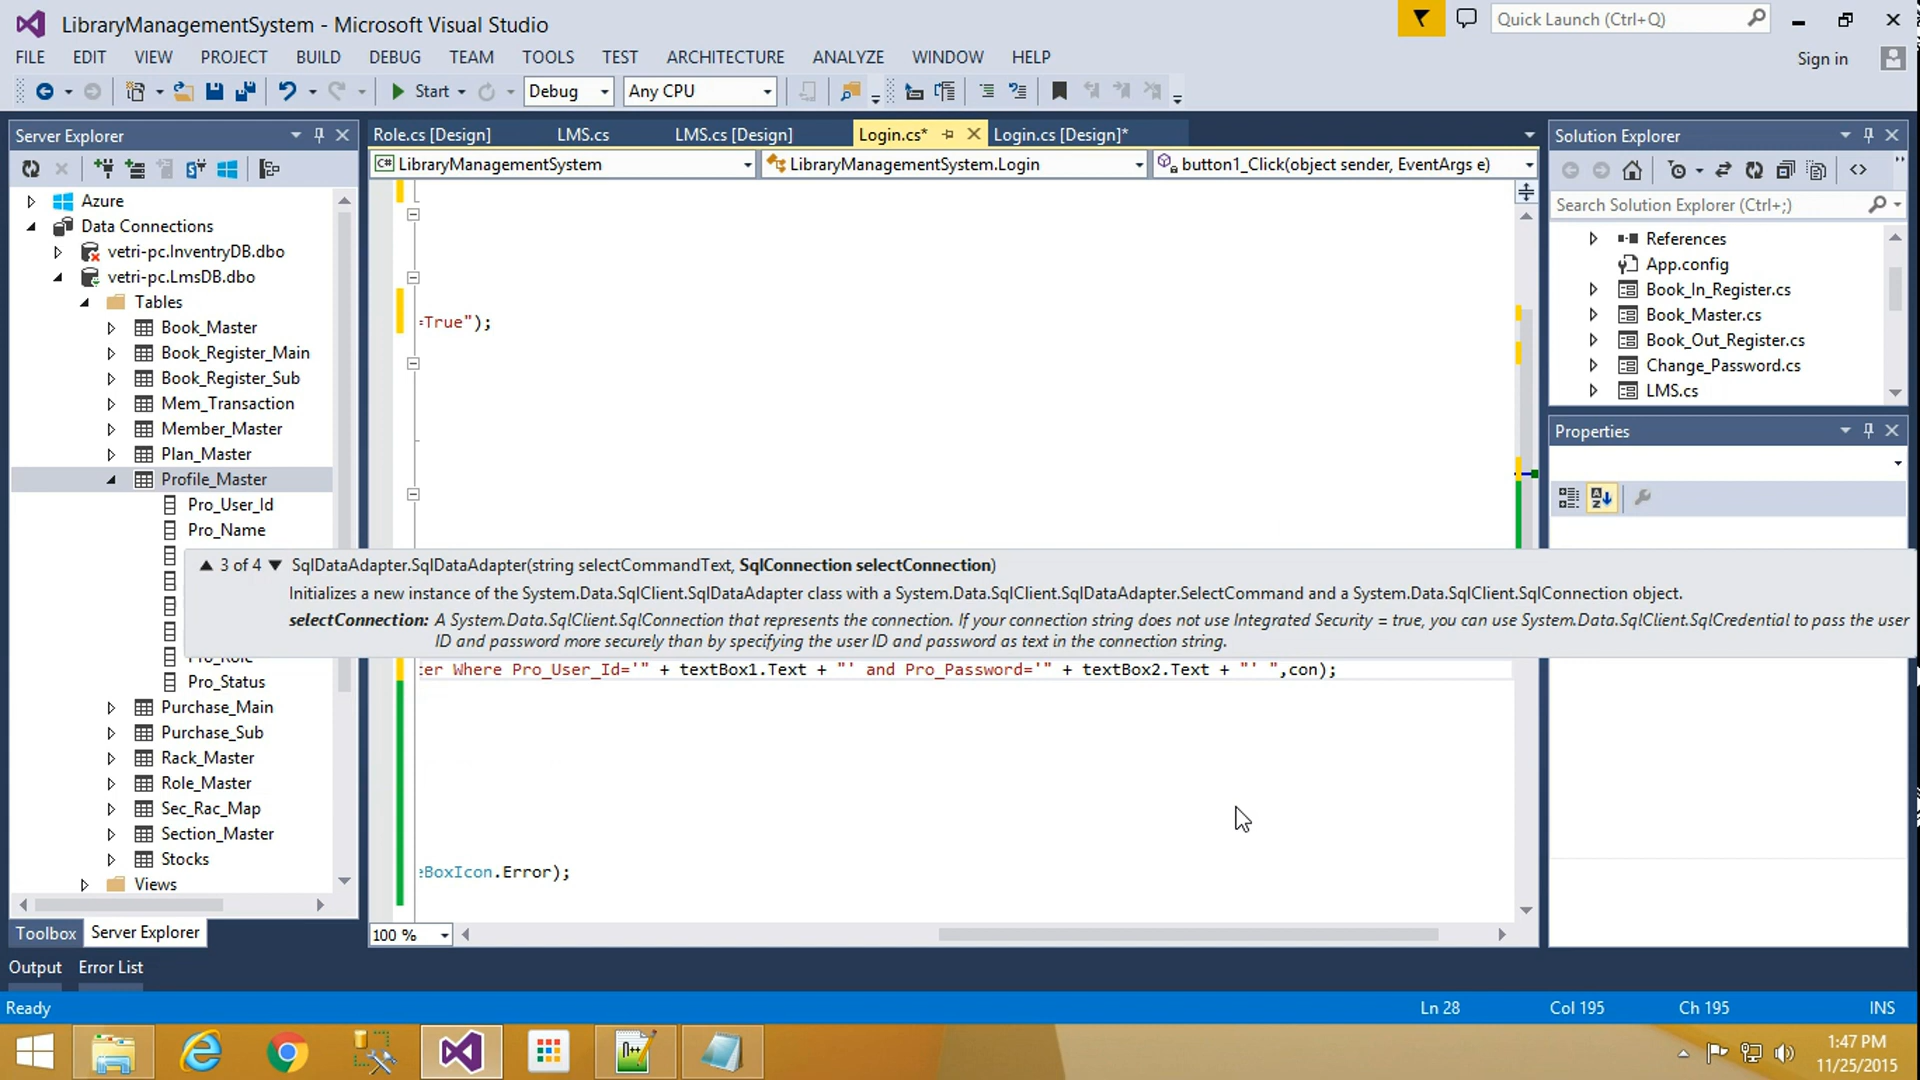 LibraryManagementSystem - Microsoft Visual Studio
Quick Launch (Ctrl+Q)
FILE EDIT VIEW PROJECT BUILD DEBUG TEAM TOOLS TEST ARCHITECTURE ANALYZE WINDOW HELP
Sign in
Start Debug Any CPU
Server Explorer
Role.cs [Design] LMS.cs LMS.cs [Design] Login.cs* Login.cs [Design]*
Solution Explorer
C# LibraryManagementSystem LibraryManagementSystem.Login button1_Click(object sender, EventArgs e)
Search Solution Explorer (Ctrl+;)
Azure
Data Connections
vetri-pc.InventryDB.dbo
vetri-pc.LmsDB.dbo
Tables
Book_Master
Book_Register_Main
Book_Register_Sub
Mem_Transaction
Member_Master
Plan_Master
Profile_Master
Pro_User_Id
Pro_Name
Pro_Status
Purchase_Main
Purchase_Sub
Rack_Master
Role_Master
Sec_Rac_Map
Section_Master
Stocks
Views
=True");
3 of 4 SqlDataAdapter.SqlDataAdapter(string selectCommandText, SqlConnection selectConnection)
Initializes a new instance of the System.Data.SqlClient.SqlDataAdapter class with a System.Data.SqlClient.SqlDataAdapter.SelectCommand and a System.Data.SqlClient.SqlConnection object.
selectConnection: A System.Data.SqlClient.SqlConnection that represents the connection. If your connection string does not use Integrated Security = true, you can use System.Data.SqlClient.SqlCredential to pass the user
ID and password more securely than by specifying the user ID and password as text in the connection string.
ter Where Pro_User_Id='" + textBox1.Text + "' and Pro_Password='" + textBox2.Text + "' ",con);
eBoxIcon.Error);
100 %
References
App.config
Book_In_Register.cs
Book_Master.cs
Book_Out_Register.cs
Change_Password.cs
LMS.cs
Properties
Toolbox Server Explorer
Output Error List
Ready Ln 28 Col 195 Ch 195 INS
1:47 PM
11/25/2015